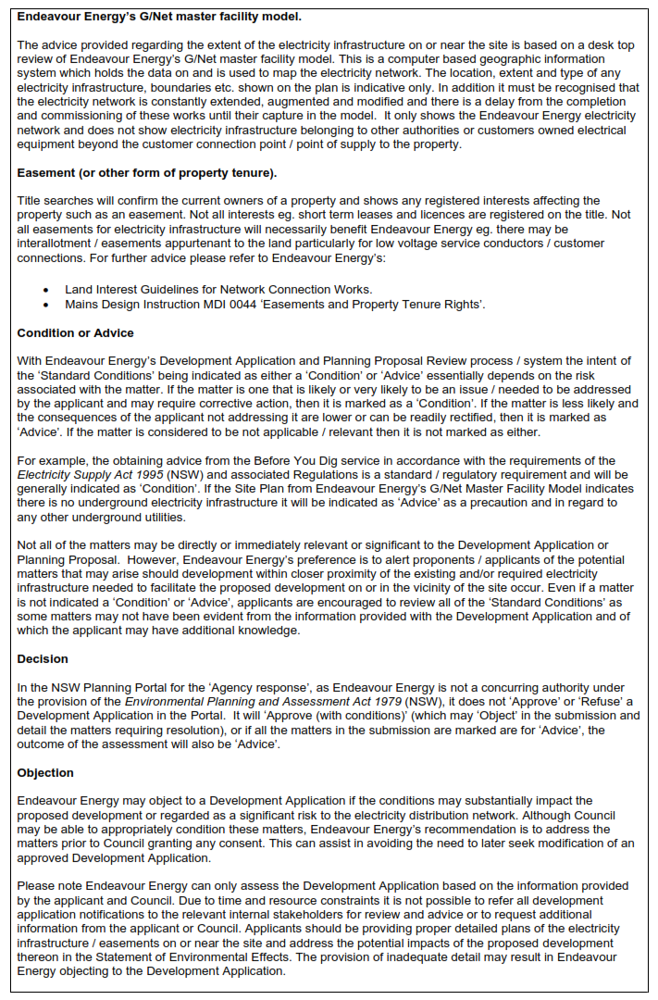 Endeavour Energy's G/Net master facility model.
The advice provided regarding the extent of the electricity infrastructure on or near the site is based on a desk top
review of Endeavour Energy's G/Net master facility model. This is a computer based geographic information
system which holds the data on and is used to map the electricity network. The location, extent and type of any
electricity infrastructure, boundaries etc. shown on the plan is indicative only. In addition it must be recognised that
the electricity network is constantly extended, augmented and modified and there is a delay from the completion
and commissioning of these works until their capture in the model.  It only shows the Endeavour Energy electricity
network and does not show electricity infrastructure belonging to other authorities or customers owned electrical
equipment beyond the customer connection point / point of supply to the property.
Easement (or other form of property tenure).
Title searches will confirm the current owners of a property and shows any registered interests affecting the
property such as an easement. Not all interests eg. short term leases and licences are registered on the title. Not
all easements for electricity infrastructure will necessarily benefit Endeavour Energy eg. there may be
interallotment / easements appurtenant to the land particularly for low voltage service conductors / customer
connections. For further advice please refer to Endeavour Energy's:
• Land Interest Guidelines for Network Connection Works.
• Mains Design Instruction MDI 0044 'Easements and Property Tenure Rights'.
Condition or Advice
With Endeavour Energy's Development Application and Planning Proposal Review process / system the intent of
the 'Standard Conditions' being indicated as either a 'Condition' or 'Advice' essentially depends on the risk
associated with the matter. If the matter is one that is likely or very likely to be an issue / needed to be addressed
by the applicant and may require corrective action, then it is marked as a 'Condition'. If the matter is less likely and
the consequences of the applicant not addressing it are lower or can be readily rectified, then it is marked as
'Advice'. If the matter is considered to be not applicable / relevant then it is not marked as either.
For example, the obtaining advice from the Before You Dig service in accordance with the requirements of the
Electricity Supply Act 1995 (NSW) and associated Regulations is a standard / regulatory requirement and will be
generally indicated as 'Condition'. If the Site Plan from Endeavour Energy's G/Net Master Facility Model indicates
there is no underground electricity infrastructure it will be indicated as 'Advice' as a precaution and in regard to
any other underground utilities.
Not all of the matters may be directly or immediately relevant or significant to the Development Application or
Planning Proposal.  However, Endeavour Energy's preference is to alert proponents / applicants of the potential
matters that may arise should development within closer proximity of the existing and/or required electricity
infrastructure needed to facilitate the proposed development on or in the vicinity of the site occur. Even if a matter
is not indicated a 'Condition' or 'Advice', applicants are encouraged to review all of the 'Standard Conditions' as
some matters may not have been evident from the information provided with the Development Application and of
which the applicant may have additional knowledge.
Decision
In the NSW Planning Portal for the 'Agency response', as Endeavour Energy is not a concurring authority under
the provision of the Environmental Planning and Assessment Act 1979 (NSW), it does not 'Approve' or 'Refuse' a
Development Application in the Portal.  It will 'Approve (with conditions)' (which may 'Object' in the submission and
detail the matters requiring resolution), or if all the matters in the submission are marked are for 'Advice', the
outcome of the assessment will also be 'Advice'.
Objection
Endeavour Energy may object to a Development Application if the conditions may substantially impact the
proposed development or regarded as a significant risk to the electricity distribution network. Although Council
may be able to appropriately condition these matters, Endeavour Energy's recommendation is to address the
matters prior to Council granting any consent. This can assist in avoiding the need to later seek modification of an
approved Development Application.
Please note Endeavour Energy can only assess the Development Application based on the information provided
by the applicant and Council. Due to time and resource constraints it is not possible to refer all development
application notifications to the relevant internal stakeholders for review and advice or to request additional
information from the applicant or Council. Applicants should be providing proper detailed plans of the electricity
infrastructure / easements on or near the site and address the potential impacts of the proposed development
thereon in the Statement of Environmental Effects. The provision of inadequate detail may result in Endeavour
Energy objecting to the Development Application.